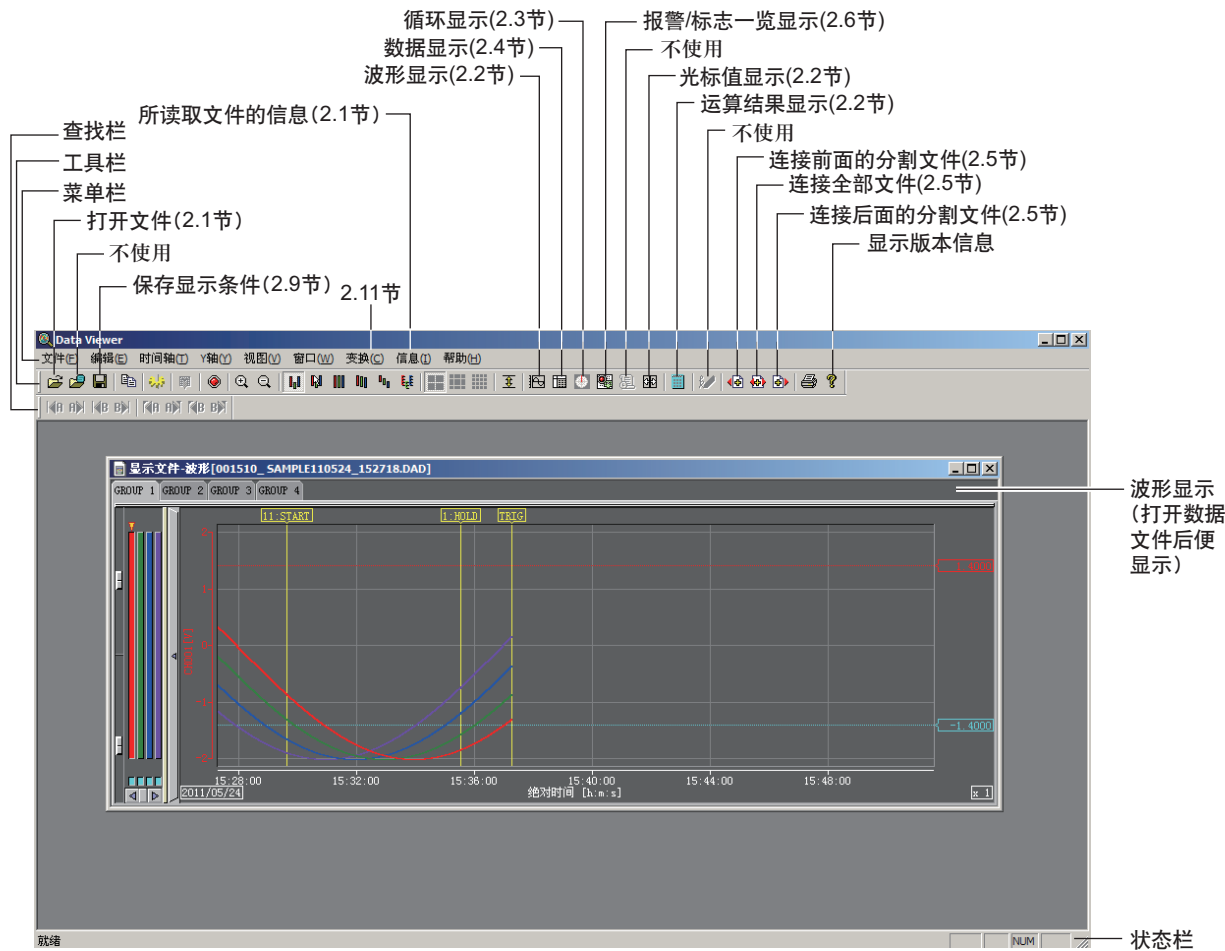 循环显示(2.3节)
报警/标志一览显示(2.6节)
数据显示(2.4节)
不使用
波形显示(2.2节)
光标值显示(2.2节)
所读取文件的信息(2.1节)
运算结果显示(2.2节)
查找栏
不使用
工具栏
连接前面的分割文件(2.5节)
菜单栏
连接全部文件(2.5节)
打开文件(2.1节)
连接后面的分割文件(2.5节)
不使用
显示版本信息
保存显示条件(2.9节)
2.11节
Data Viewer
文件(F) 编辑(E) 时间轴(T) Y轴(Y) 视图(V) 窗口(W) 变换(C) 信息(I) 帮助(H)
A A B B A A B B
显示文件-波形[001510_ SAMPLE110524_152718.DAD]
GROUP 1 GROUP 2 GROUP 3 GROUP 4
波形显示
(打开数据
文件后便
显示)
11:START 1:HOLD TRIG
0
-1.4000
15:28:00 15:32:00 15:36:00 15:40:00 15:44:00 15:48:00
2011/05/24 绝对时间 [h:m:s] x 1
就绪 NUM
状态栏